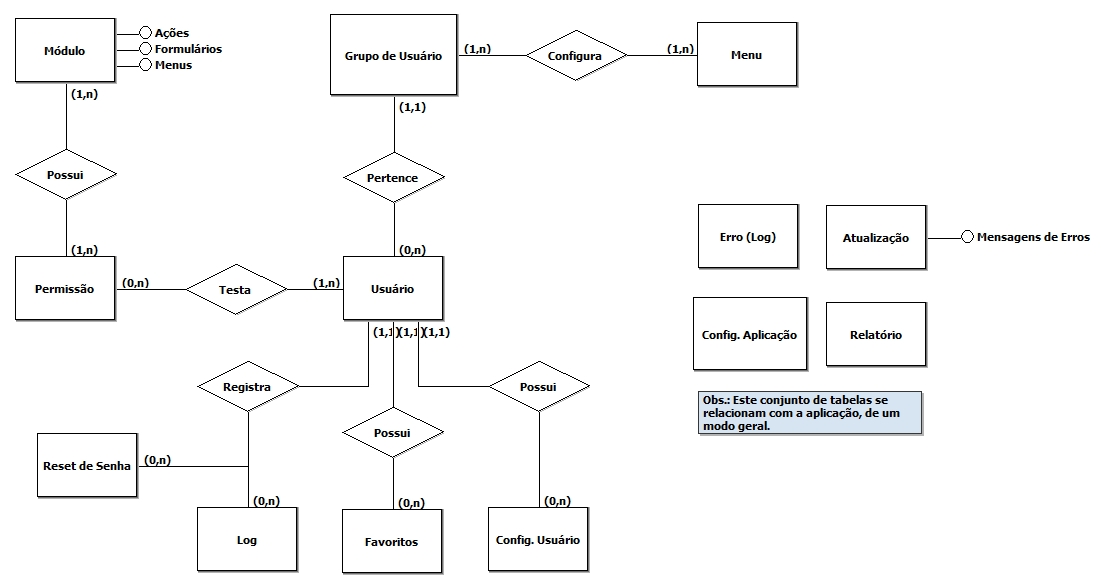 Módulo
Ações
Formulários
Menus
(1,n)
Possui
(1,n)
Permissão
(0,n)
Testa
(1,n)
Grupo de Usuário
(1,n)
Configura
(1,n)
Menu
(1,1)
Pertence
(0,n)
Usuário
(1,1)
(1,1)
(1,1)
Registra
Possui
Possui
Reset de Senha
(0,n)
(0,n)
Log
(0,n)
Favoritos
(0,n)
Config. Usuário
Erro (Log)
Atualização
Mensagens de Erros
Config. Aplicação
Relatório
Obs.: Este conjunto de tabelas se
relacionam com a aplicação, de um
modo geral.